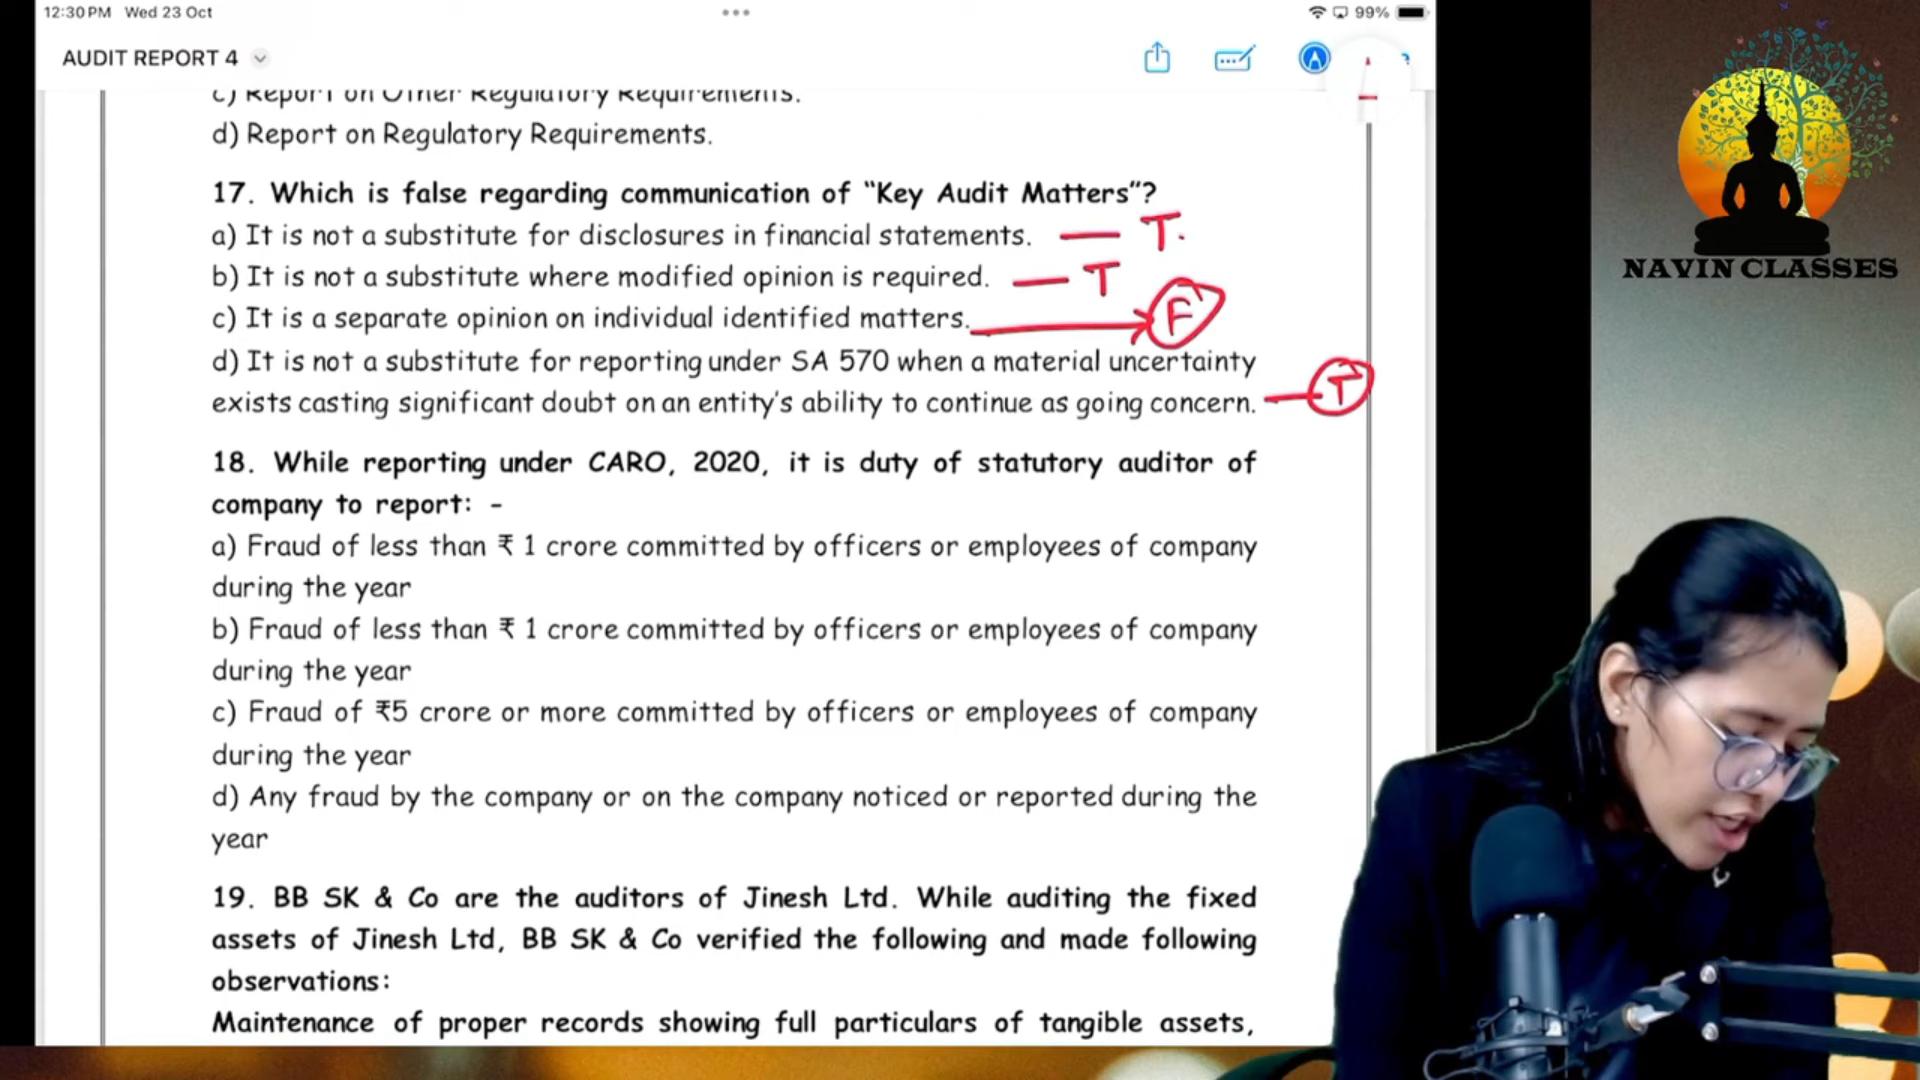 12:30 PM Wed 23 Oct
99%
AUDIT REPORT 4
c) Report on Other Regulatory Requirements.
d) Report on Regulatory Requirements.
17. Which is false regarding communication of “Key Audit Matters”?
a) It is not a substitute for disclosures in financial statements. — T.
b) It is not a substitute where modified opinion is required. — T
c) It is a separate opinion on individual identified matters. F
d) It is not a substitute for reporting under SA 570 when a material uncertainty
exists casting significant doubt on an entity’s ability to continue as going concern. — T
18. While reporting under CARO, 2020, it is duty of statutory auditor of
company to report: -
a) Fraud of less than ₹ 1 crore committed by officers or employees of company
during the year
b) Fraud of less than ₹ 1 crore committed by officers or employees of company
during the year
c) Fraud of ₹5 crore or more committed by officers or employees of company
during the year
d) Any fraud by the company or on the company noticed or reported during the
year
19. BB SK & Co are the auditors of Jinesh Ltd. While auditing the fixed
assets of Jinesh Ltd, BB SK & Co verified the following and made following
observations:
Maintenance of proper records showing full particulars of tangible assets,
NAVIN CLASSES